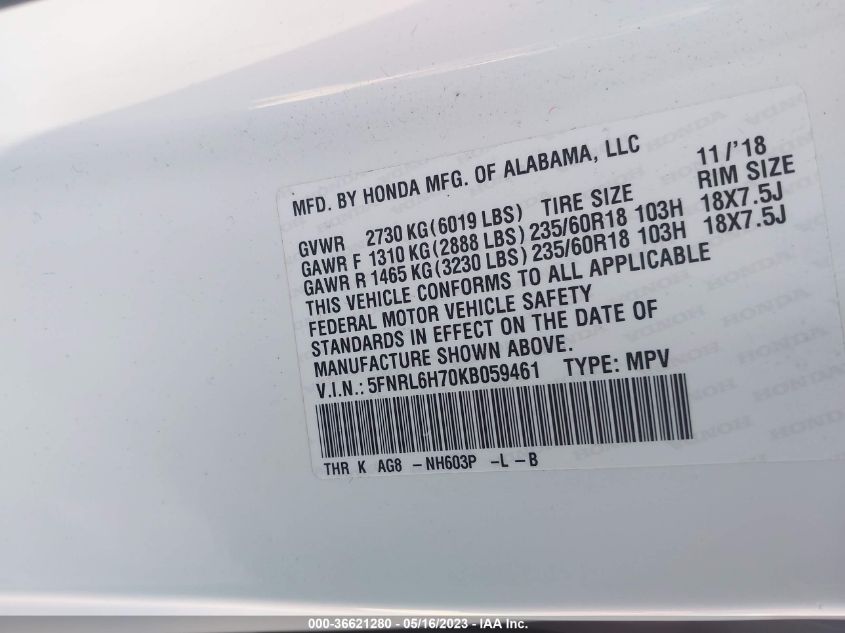 MFD. BY HONDA MFG. OF ALABAMA, LLC 11/'18
GVWR 2730 KG(6019 LBS) TIRE SIZE RIM SIZE
GAWR F 1310 KG(2888 LBS) 235/60R18 103H 18X7.5J
GAWR R 1465 KG(3230 LBS) 235/60R18 103H 18X7.5J
THIS VEHICLE CONFORMS TO ALL APPLICABLE
FEDERAL MOTOR VEHICLE SAFETY
STANDARDS IN EFFECT ON THE DATE OF
MANUFACTURE SHOWN ABOVE.
V.I.N.: 5FNRL6H70KB059461 TYPE: MPV
THR K AG8 - NH603P -L -B
000-36621280 - 05/16/2023 - IAA Inc.